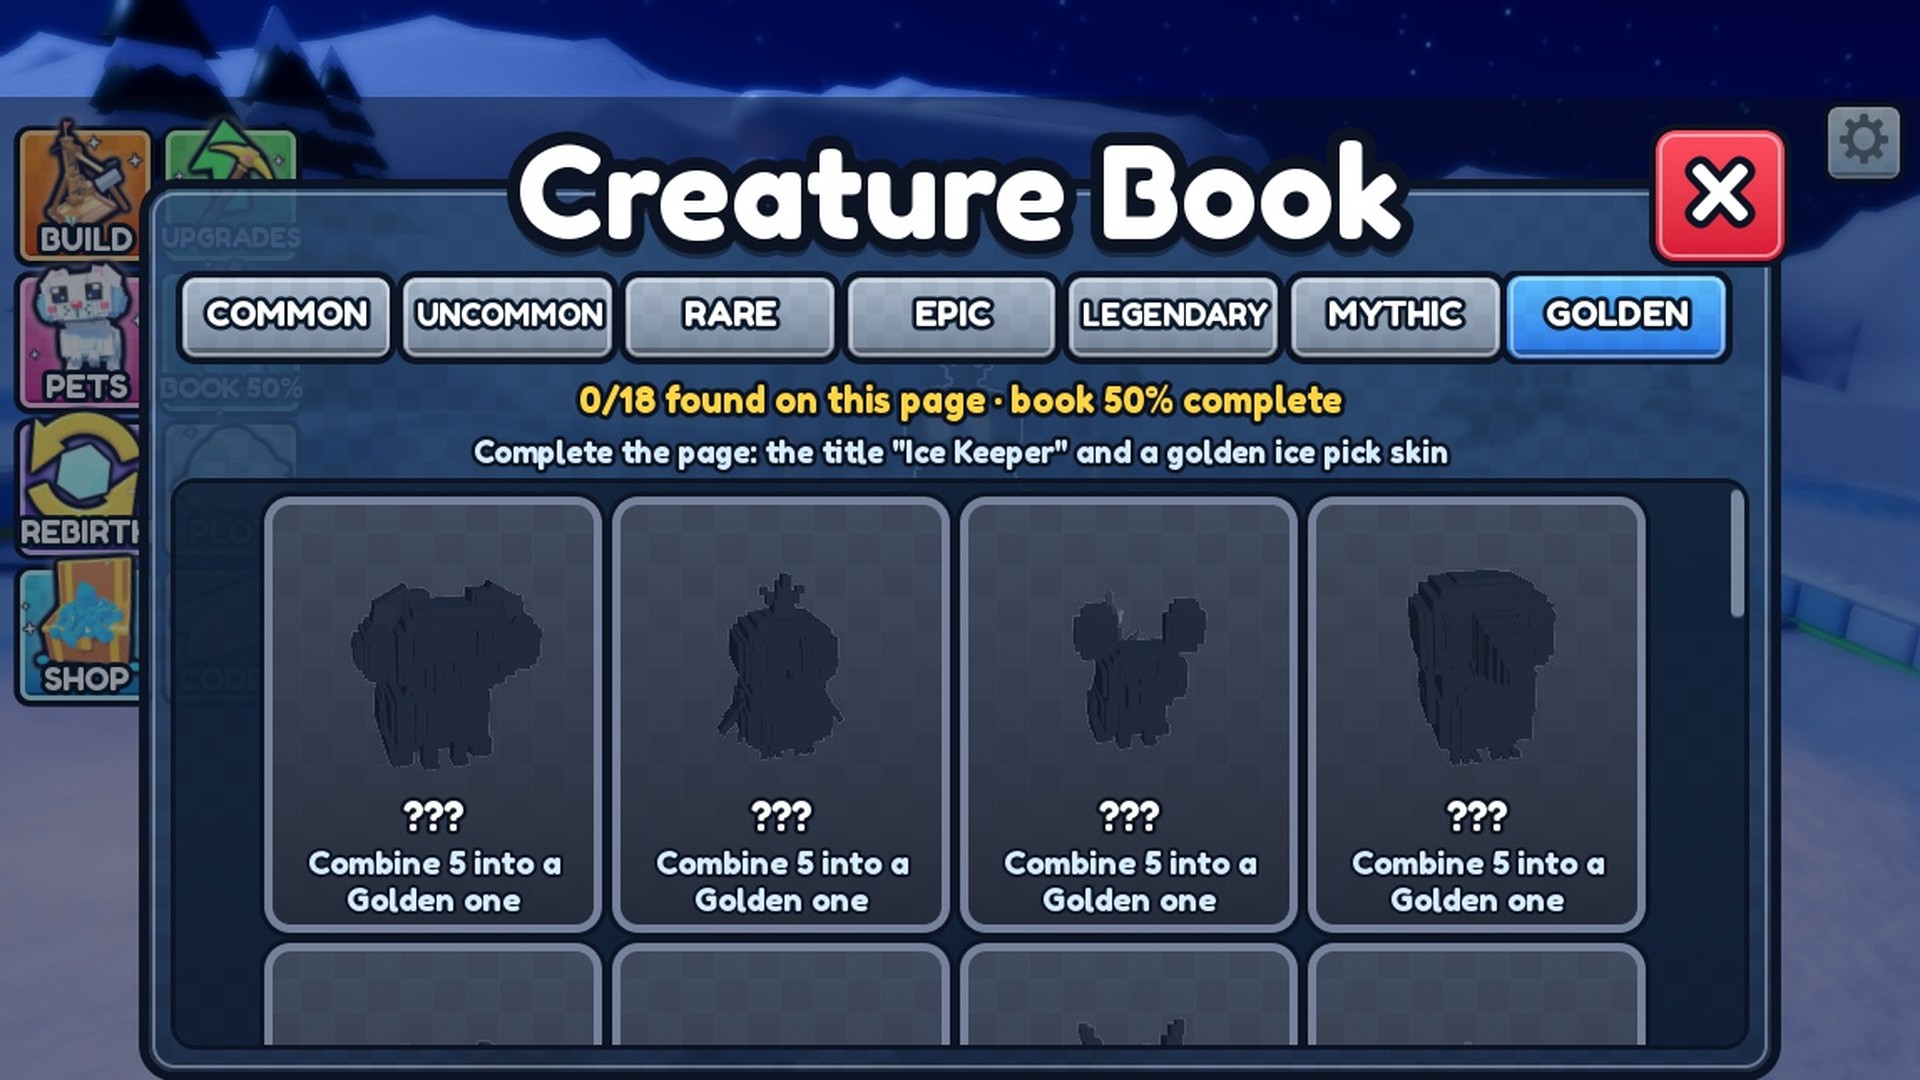 Creature Book
BUILD
UPGRADES
COMMON
UNCOMMON
RARE
EPIC
LEGENDARY
MYTHIC
GOLDEN
PETS
BOOK 50%
0/18 found on this page · book 50% complete
Complete the page: the title "Ice Keeper" and a golden ice pick skin
REBIRTH
SHOP
???
Combine 5 into a
Golden one
???
Combine 5 into a
Golden one
???
Combine 5 into a
Golden one
???
Combine 5 into a
Golden one